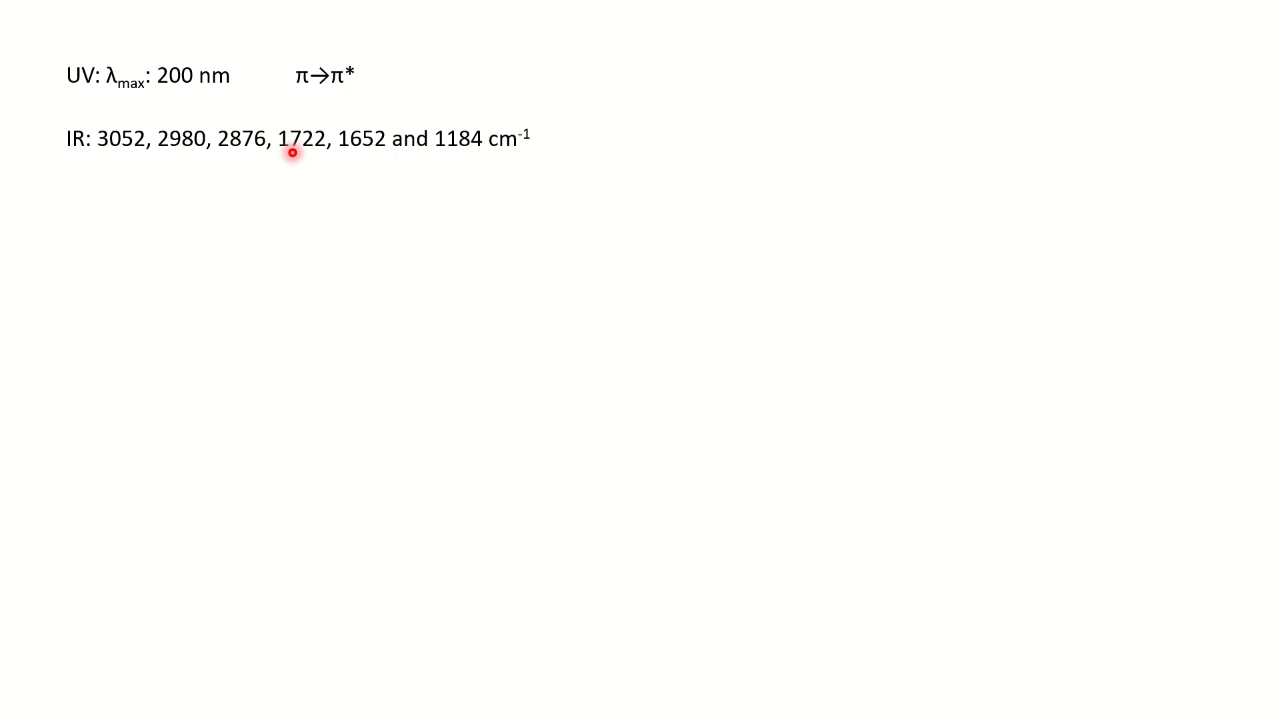 UV: λmax: 200 nm π→π*
IR: 3052, 2980, 2876, 1722, 1652 and 1184 cm-1